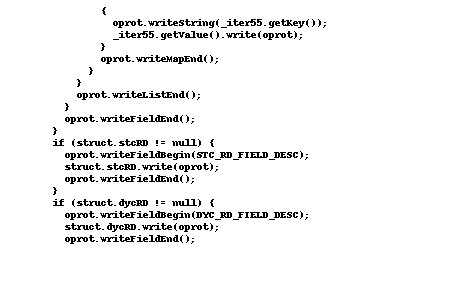 {
oprot.writeString(_iter55.getKey());
_iter55.getValue().write(oprot);
}
oprot.writeMapEnd();
}
}
oprot.writeListEnd();
}
oprot.writeFieldEnd();
}
if (struct.stcRD != null) {
oprot.writeFieldBegin(STC_RD_FIELD_DESC);
struct.stcRD.write(oprot);
oprot.writeFieldEnd();
}
if (struct.dycRD != null) {
oprot.writeFieldBegin(DYC_RD_FIELD_DESC);
struct.dycRD.write(oprot);
oprot.writeFieldEnd();